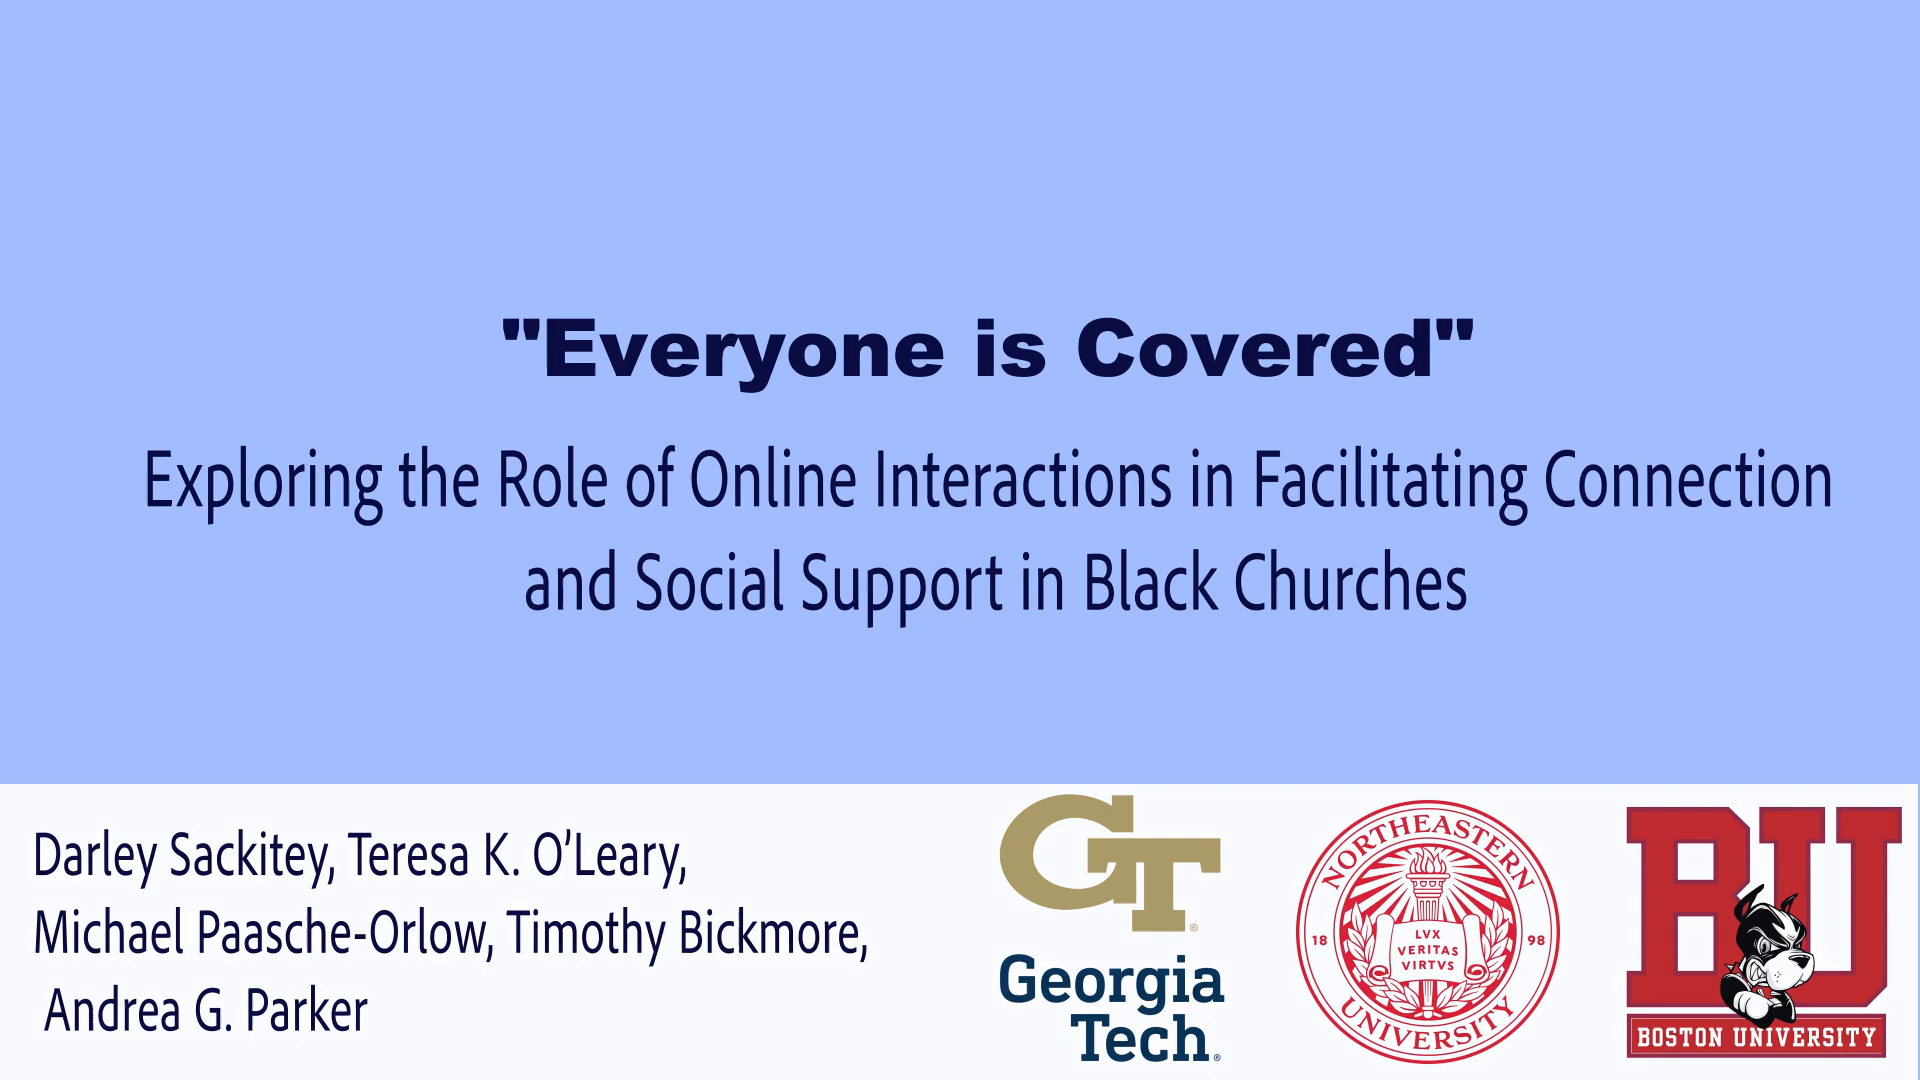 "Everyone is Covered"
Exploring the Role of Online Interactions in Facilitating Connection
and Social Support in Black Churches
Darley Sackitey, Teresa K. O’Leary,
Michael Paasche-Orlow, Timothy Bickmore,
Andrea G. Parker
GT®
Georgia
Tech®
NORTHEASTERN
18 98
LVX
VERITAS
VIRTVS
UNIVERSITY
BU
BOSTON UNIVERSITY